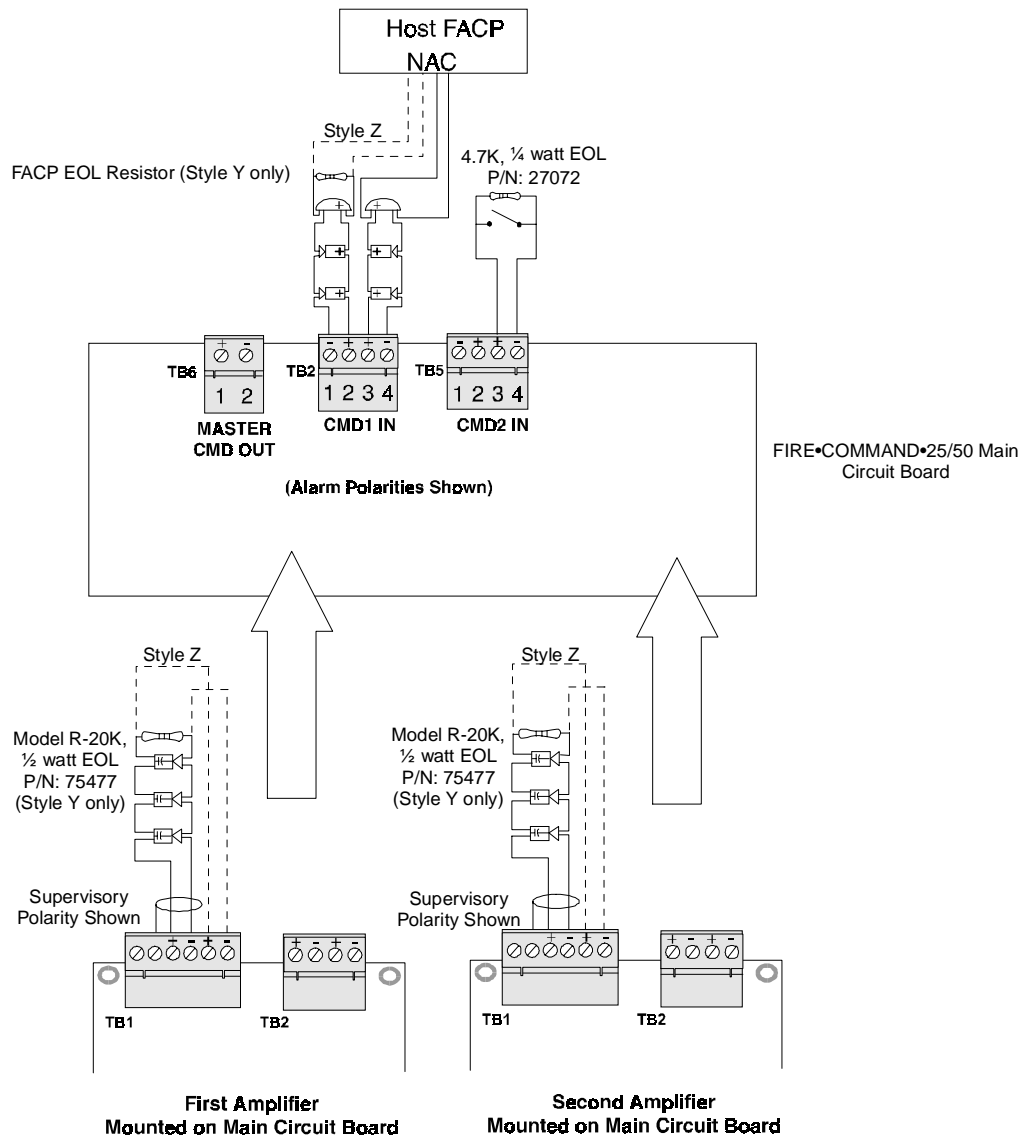 Host FACP
NAC
Style Z
FACP EOL Resistor (Style Y only)
4.7K, ¼ watt EOL
P/N: 27072
+ -
TB6
1 2
MASTER
CMD OUT
- + + -
TB2
1 2 3 4
CMD1 IN
- + + -
TB5
1 2 3 4
CMD2 IN
(Alarm Polarities Shown)
FIRE•COMMAND•25/50 Main
Circuit Board
Style Z
Model R-20K,
½ watt EOL
P/N: 75477
(Style Y only)
Supervisory
Polarity Shown
+ - + -
TB1
+ - + -
TB2
First Amplifier
Mounted on Main Circuit Board
Style Z
Model R-20K,
½ watt EOL
P/N: 75477
(Style Y only)
Supervisory
Polarity Shown
+ - + -
TB1
+ - + -
TB2
Second Amplifier
Mounted on Main Circuit Board